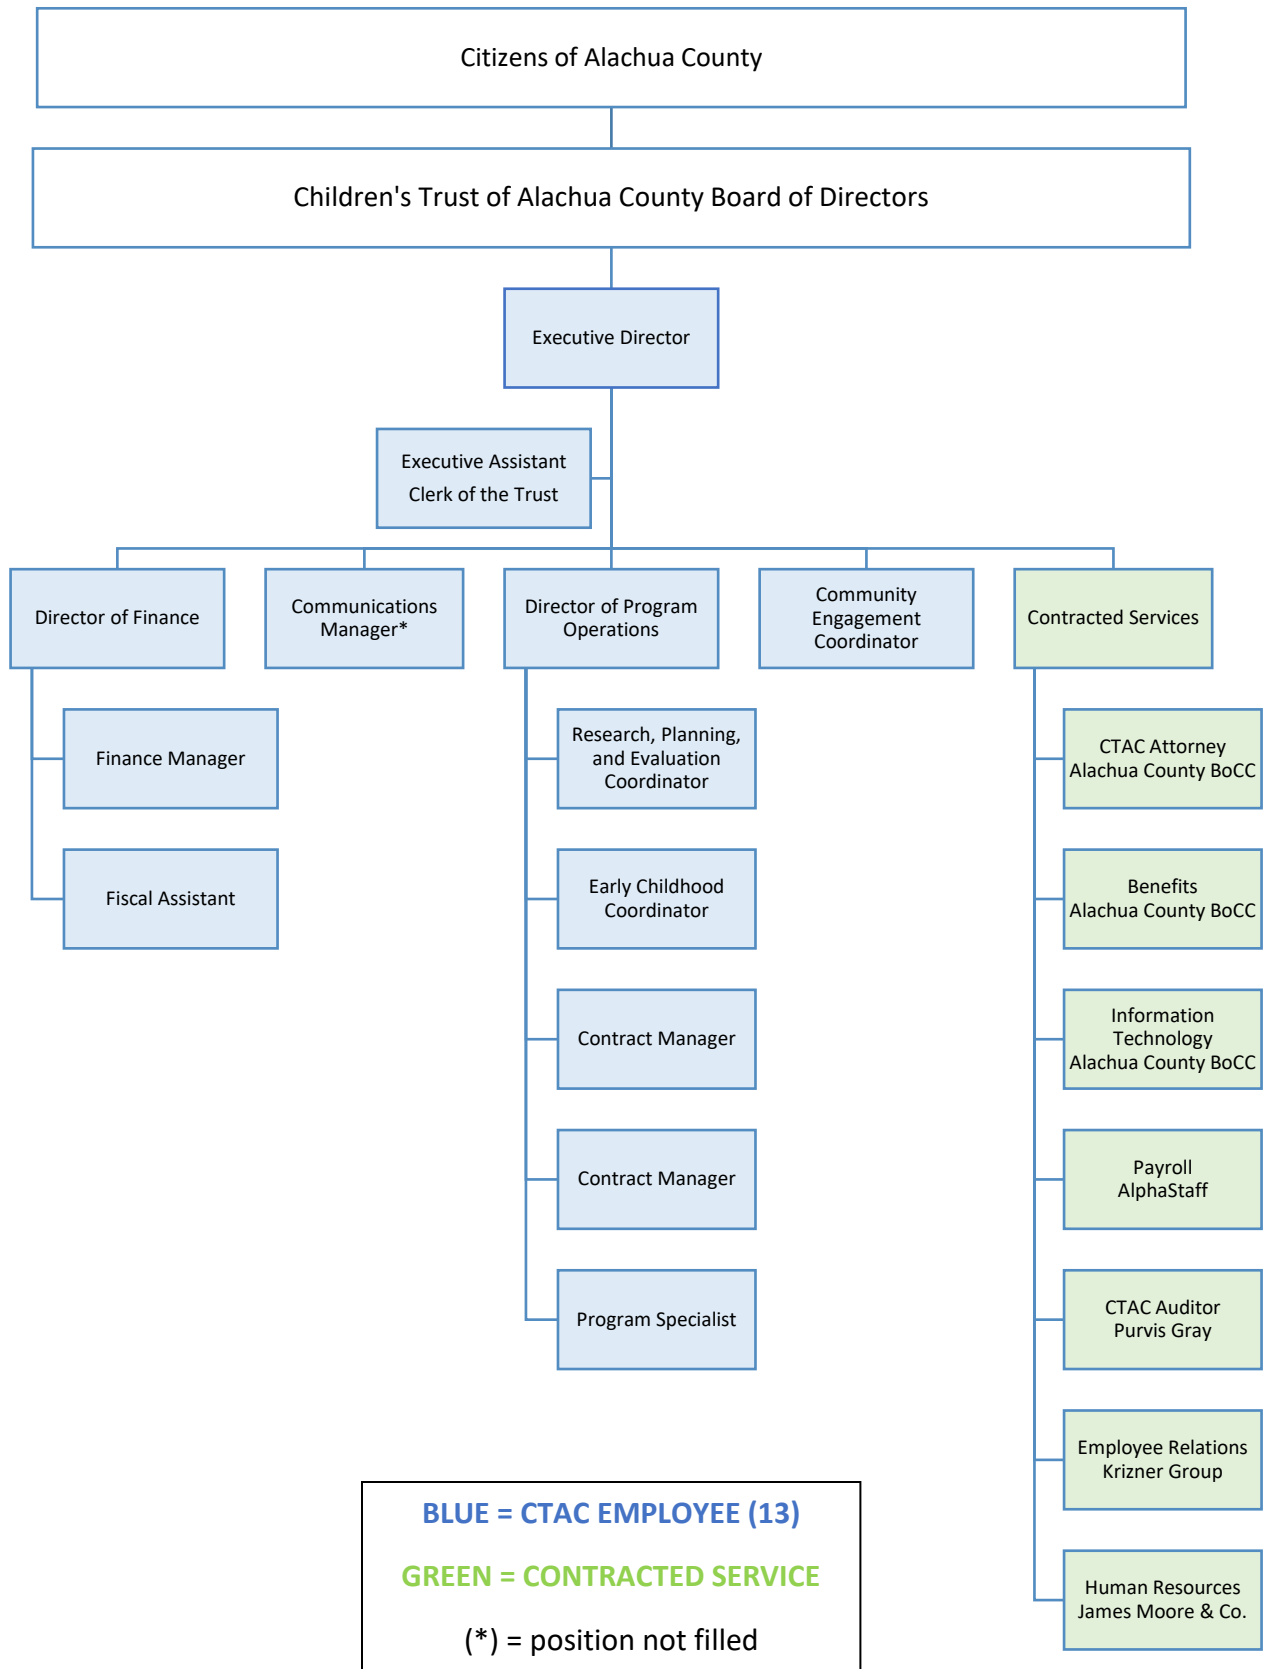 Citizens of Alachua County
Children's Trust of Alachua County Board of Directors
Executive Director
Executive Assistant
Clerk of the Trust
Director of Finance
Communications
Manager*
Director of Program
Operations
Community
Engagement
Coordinator
Contracted Services
Finance Manager
Fiscal Assistant
Research, Planning,
and Evaluation
Coordinator
Early Childhood
Coordinator
Contract Manager
Contract Manager
Program Specialist
CTAC Attorney
Alachua County BoCC
Benefits
Alachua County BoCC
Information
Technology
Alachua County BoCC
Payroll
AlphaStaff
CTAC Auditor
Purvis Gray
Employee Relations
Krizner Group
Human Resources
James Moore & Co.
BLUE = CTAC EMPLOYEE (13)
GREEN = CONTRACTED SERVICE
(*) = position not filled